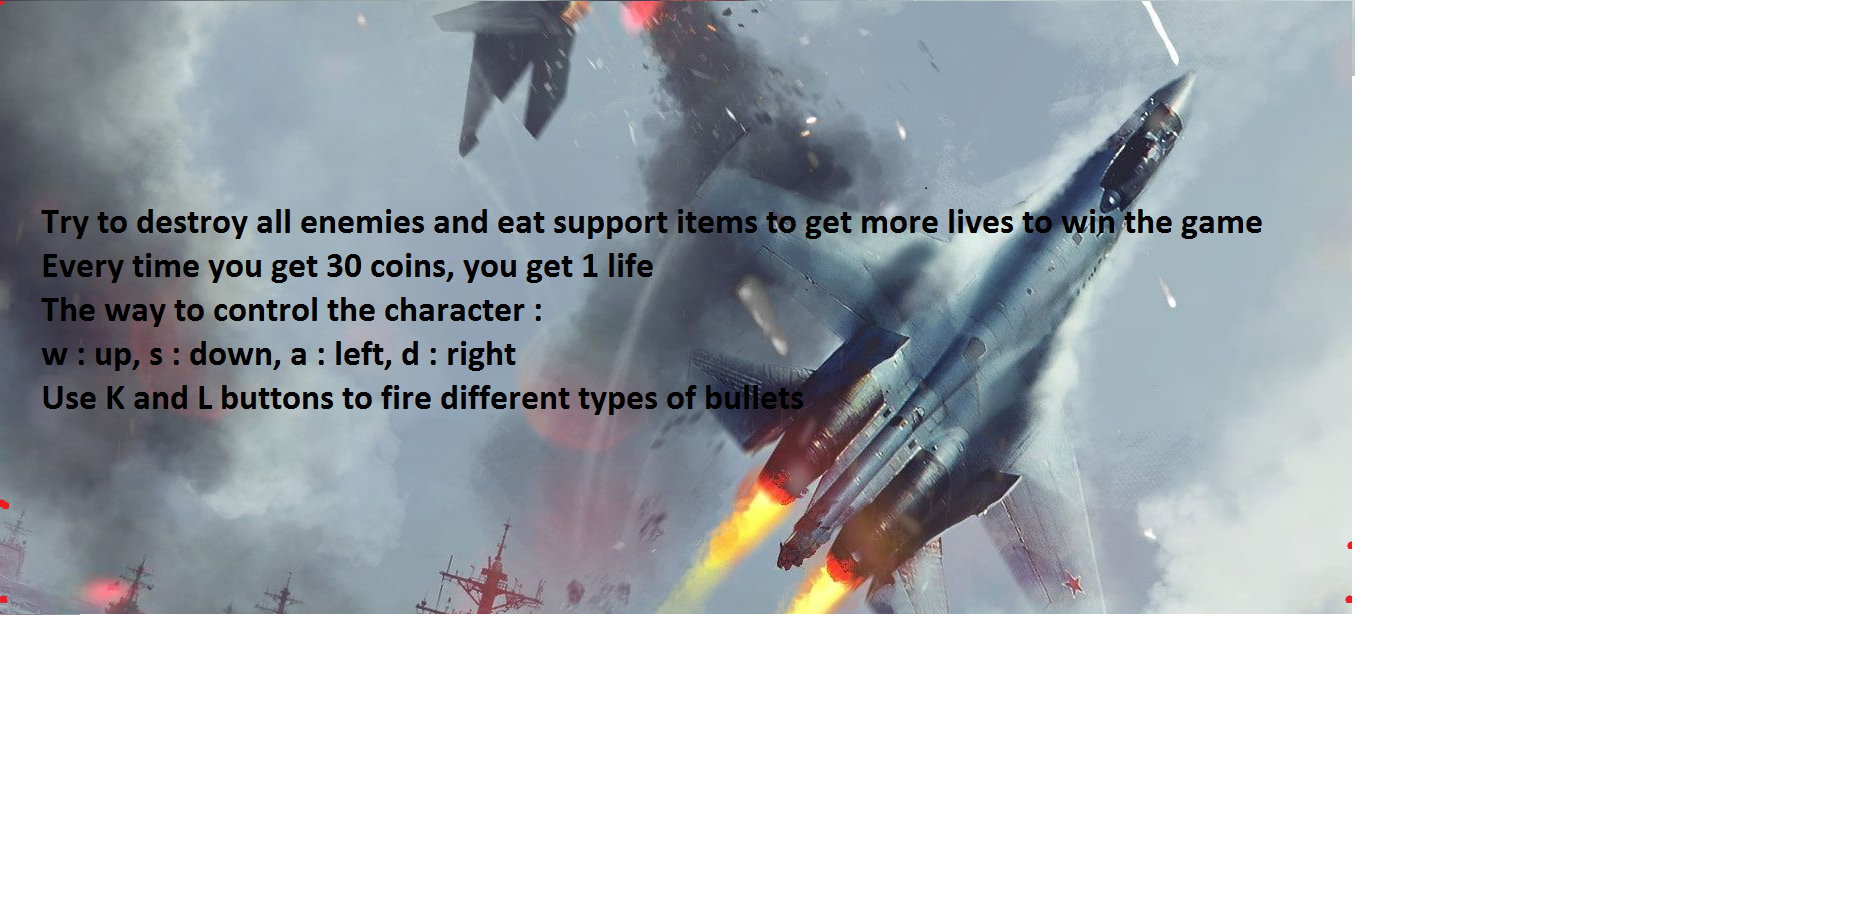 Try to destroy all enemies and eat support items to get more lives to win the game
Every time you get 30 coins, you get 1 life
The way to control the character :
w : up, s : down, a : left, d : right
Use K and L buttons to fire different types of bullets